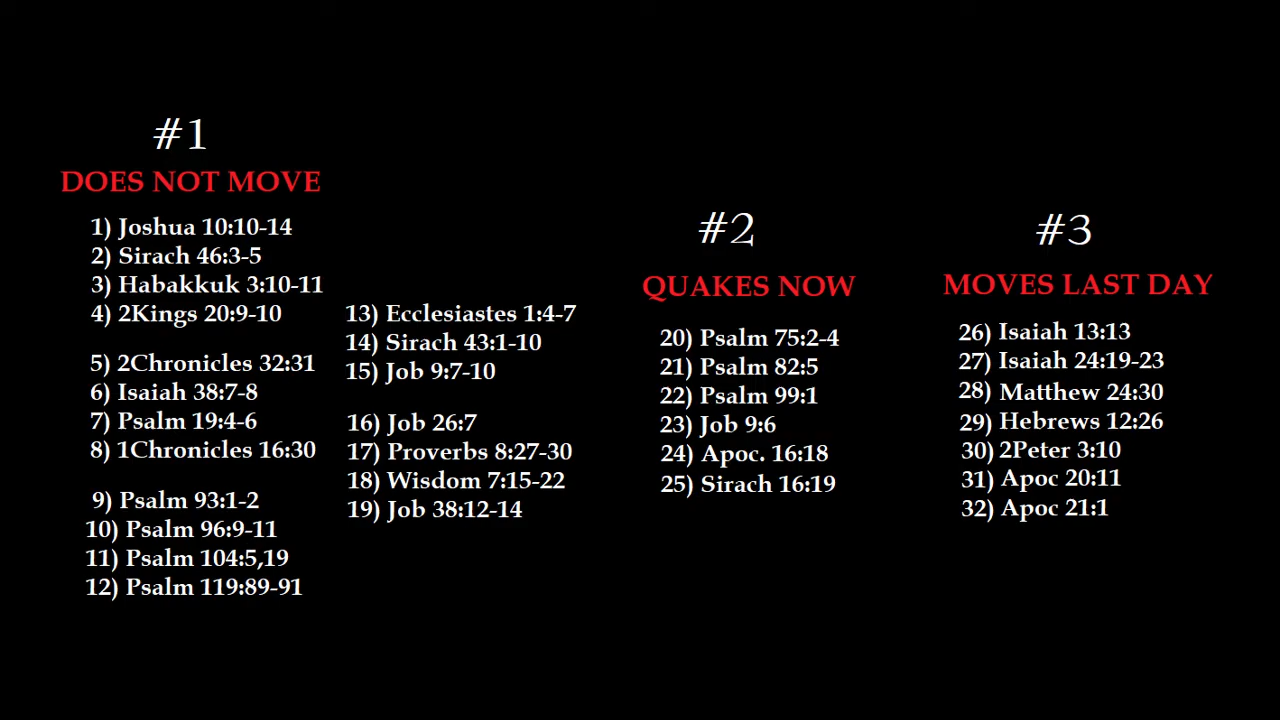 #1
DOES NOT MOVE
1) Joshua 10:10-14
2) Sirach 46:3-5
3) Habakkuk 3:10-11
4) 2Kings 20:9-10
5) 2Chronicles 32:31
6) Isaiah 38:7-8
7) Psalm 19:4-6
8) 1Chronicles 16:30
9) Psalm 93:1-2
10) Psalm 96:9-11
11) Psalm 104:5,19
12) Psalm 119:89-91
13) Ecclesiastes 1:4-7
14) Sirach 43:1-10
15) Job 9:7-10
16) Job 26:7
17) Proverbs 8:27-30
18) Wisdom 7:15-22
19) Job 38:12-14
#2
QUAKES NOW
20) Psalm 75:2-4
21) Psalm 82:5
22) Psalm 99:1
23) Job 9:6
24) Apoc. 16:18
25) Sirach 16:19
#3
MOVES LAST DAY
26) Isaiah 13:13
27) Isaiah 24:19-23
28) Matthew 24:30
29) Hebrews 12:26
30) 2Peter 3:10
31) Apoc 20:11
32) Apoc 21:1